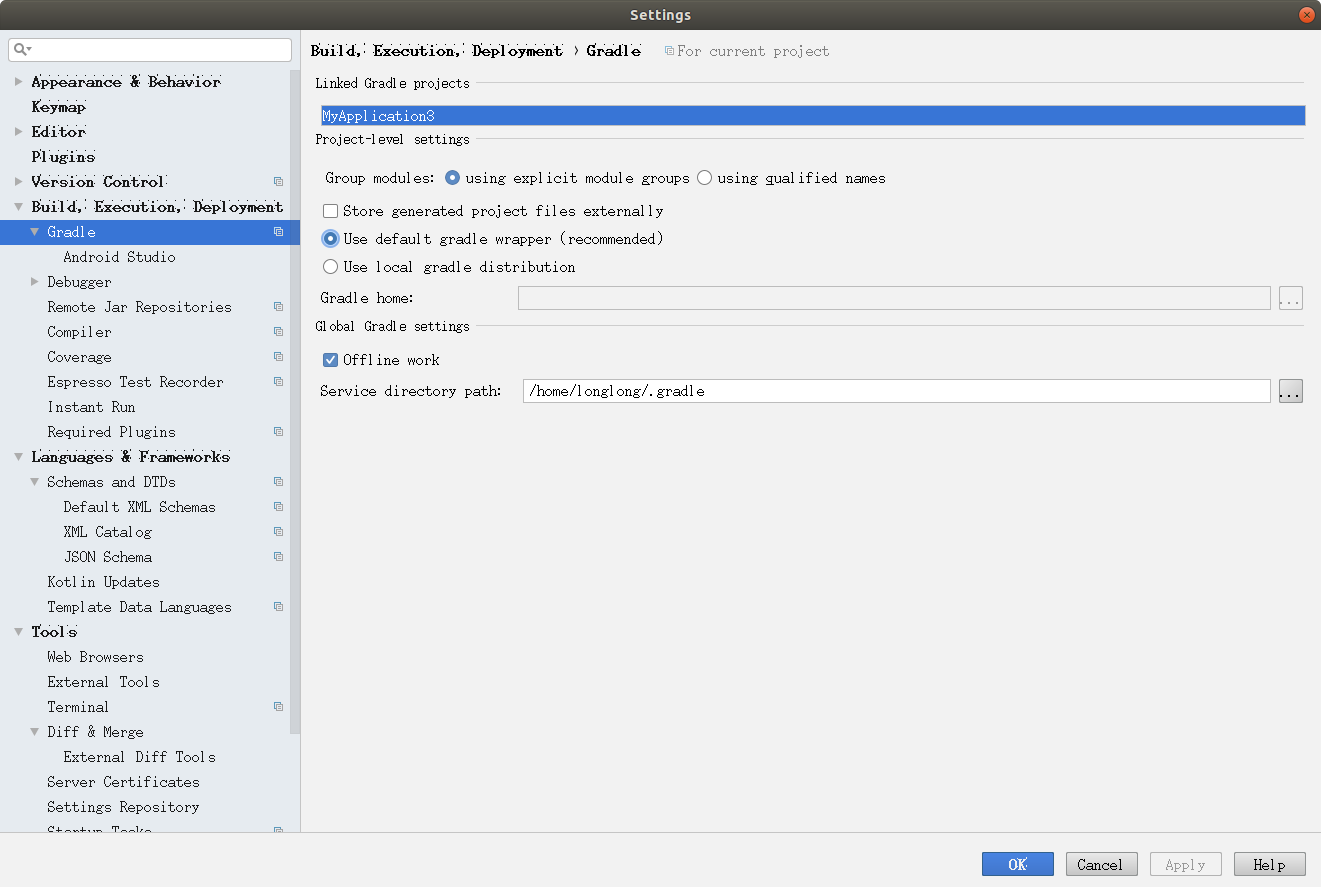 Settings
Appearance & Behavior
Keymap
Editor
Plugins
Version Control
Build, Execution, Deployment
Gradle
Android Studio
Debugger
Remote Jar Repositories
Compiler
Coverage
Espresso Test Recorder
Instant Run
Required Plugins
Languages & Frameworks
Schemas and DTDs
Default XML Schemas
XML Catalog
JSON Schema
Kotlin Updates
Template Data Languages
Tools
Web Browsers
External Tools
Terminal
Diff & Merge
External Diff Tools
Server Certificates
Settings Repository
Startup Tasks
Build, Execution, Deployment › Gradle For current project
Linked Gradle projects
MyApplication3
Project-level settings
Group modules: using explicit module groups using qualified names
Store generated project files externally
Use default gradle wrapper (recommended)
Use local gradle distribution
Gradle home: ...
Global Gradle settings
Offline work
Service directory path: /home/longlong/.gradle ...
OK Cancel Apply Help